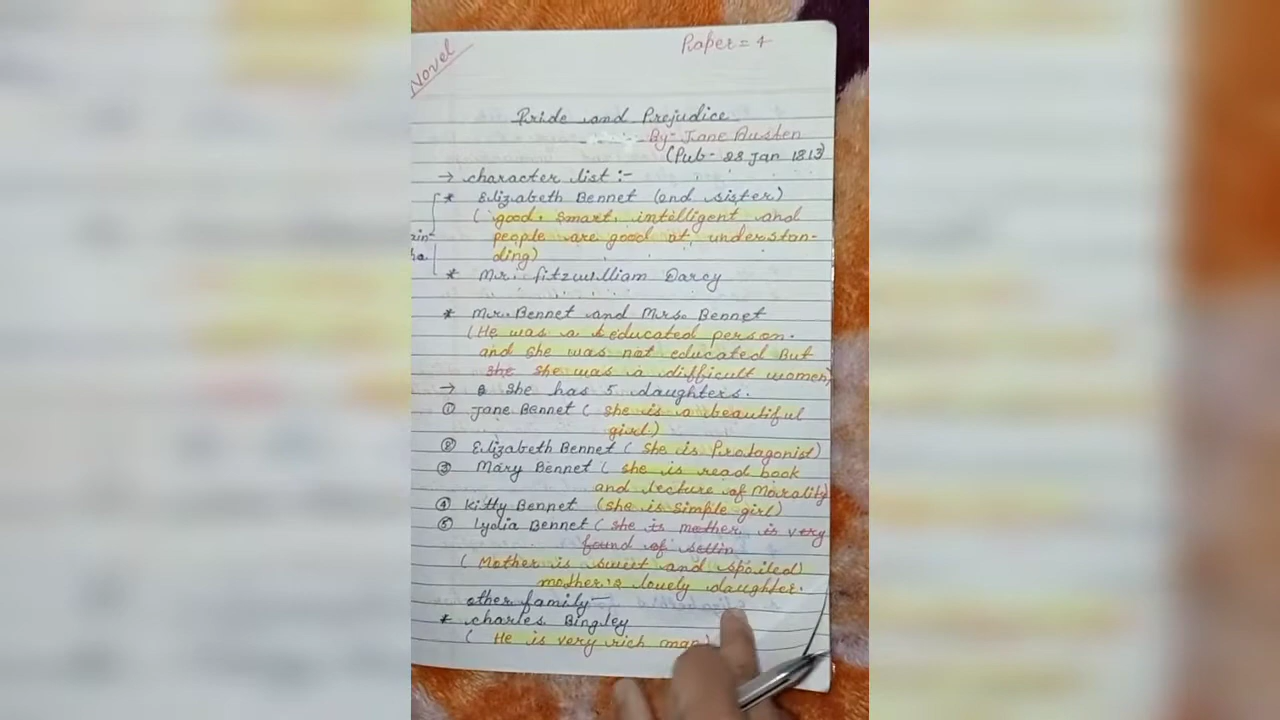 Novel
Paper = 4
Pride and Prejudice
By- Jane Austen
(Pub- 28 Jan 1813)
→ character list :-
* Elizabeth Bennet (2nd sister)
( good, smart, intelligent and
people are good at understan-
ding)
* Mr. fitzwilliam Darcy
* Mr. Bennet and Mrs. Bennet
(He was a educated person.
and she was not educated But
she she was a difficult women)
→ She has 5 daughters.
① Jane Bennet ( she is a beautiful
girl.)
② Elizabeth Bennet ( She is Protagonist)
③ Mary Bennet ( she is read book
and lecture of Morality)
④ Kitty Bennet (she is simple girl)
⑤ Lydia Bennet ( she is mother is very
found of settin
( Mother is sweet and spoiled)
mother's lovely daughter.
other family-
* charles Bingley
( He is very rich man)